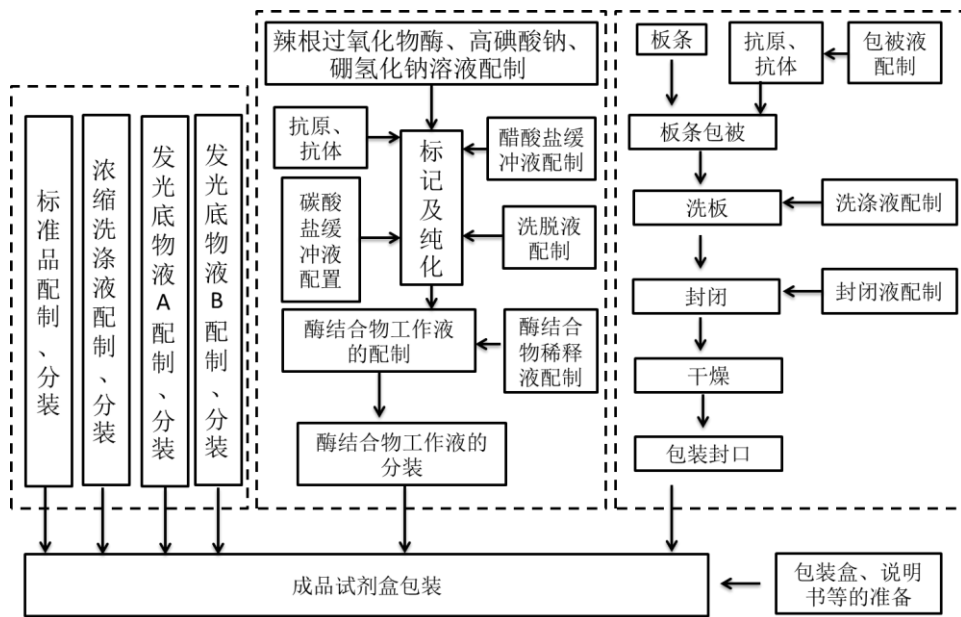 标准品配制、分装
浓缩洗涤液配制、分装
发光底物液A配制、分装
发光底物液B配制、分装
辣根过氧化物酶、高碘酸钠、
硼氢化钠溶液配制
抗原、
抗体
标记及纯化
醋酸盐缓
冲液配制
碳酸
盐缓
冲液
配置
洗脱液
配制
酶结合物工作液
的配制
酶结合
物稀释
液配制
酶结合物工作液的
分装
板条
抗原、
抗体
包被液
配制
板条包被
洗板
洗涤液配制
封闭
封闭液配制
干燥
包装封口
成品试剂盒包装
包装盒、说明
书等的准备